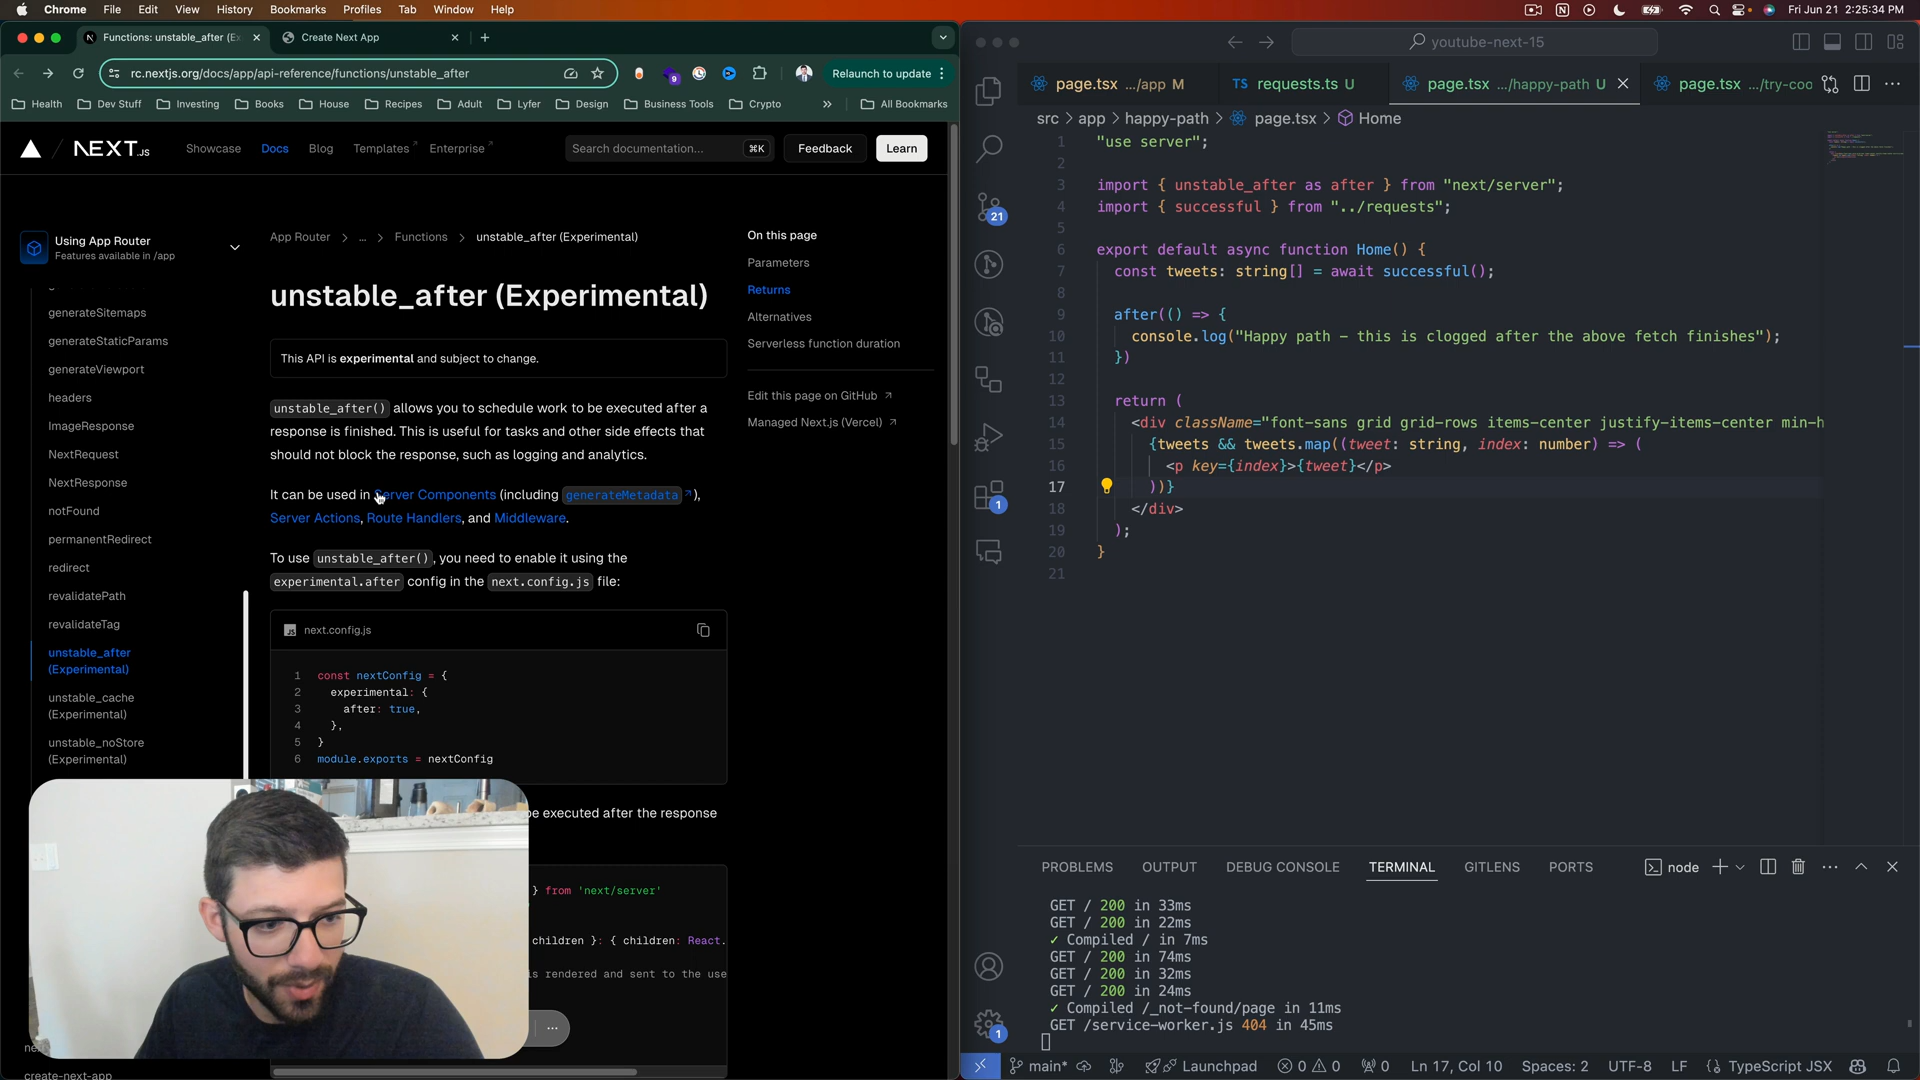 Chrome File Edit View History Bookmarks Profiles Tab Window Help
Fri Jun 21 2:25:34 PM
Functions: unstable_after (Ex
Create Next App
rc.nextjs.org/docs/app/api-reference/functions/unstable_after
9
Relaunch to update
Health Dev Stuff Investing Books House Recipes Adult Lyfer Design Business Tools Crypto » All Bookmarks
NEXT.JS
Showcase Docs Blog Templates Enterprise
Search documentation... ⌘K
Feedback
Learn
Using App Router
Features available in /app
generateSitemaps
generateStaticParams
generateViewport
headers
ImageResponse
NextRequest
NextResponse
notFound
permanentRedirect
redirect
revalidatePath
revalidateTag
unstable_after
(Experimental)
unstable_cache
(Experimental)
unstable_noStore
(Experimental)
create-next-app
App Router > ... > Functions > unstable_after (Experimental)
unstable_after (Experimental)
This API is experimental and subject to change.
unstable_after() allows you to schedule work to be executed after a
response is finished. This is useful for tasks and other side effects that
should not block the response, such as logging and analytics.
It can be used in Server Components (including generateMetadata),
Server Actions, Route Handlers, and Middleware.
To use unstable_after(), you need to enable it using the
experimental.after config in the next.config.js file:
next.config.js
1 const nextConfig = {
2 experimental: {
3 after: true,
4 },
5 }
6 module.exports = nextConfig
be executed after the response
} from 'next/server'
children }: { children: React.
is rendered and sent to the use
...
On this page
Parameters
Returns
Alternatives
Serverless function duration
Edit this page on GitHub
Managed Next.js (Vercel)
youtube-next-15
page.tsx .../app M
TS requests.ts U
page.tsx .../happy-path U
page.tsx .../try-coo
src > app > happy-path > page.tsx > Home
1 "use server";
2
3 import { unstable_after as after } from "next/server";
4 import { successful } from "../requests";
5
6 export default async function Home() {
7 const tweets: string[] = await successful();
8
9 after(() => {
10 console.log("Happy path – this is clogged after the above fetch finishes");
11 })
12
13 return (
14 <div className="font-sans grid grid-rows items-center justify-items-center min-h
15 {tweets && tweets.map((tweet: string, index: number) => (
16 <p key={index}>{tweet}</p>
17 ))}
18 </div>
19 );
20 }
21
21
1
1
PROBLEMS OUTPUT DEBUG CONSOLE TERMINAL GITLENS PORTS
node
GET / 200 in 33ms
GET / 200 in 22ms
✓ Compiled / in 7ms
GET / 200 in 74ms
GET / 200 in 32ms
GET / 200 in 24ms
✓ Compiled /_not-found/page in 11ms
GET /service-worker.js 404 in 45ms
main* Launchpad 0 0 0 Ln 17, Col 10 Spaces: 2 UTF-8 LF {} TypeScript JSX